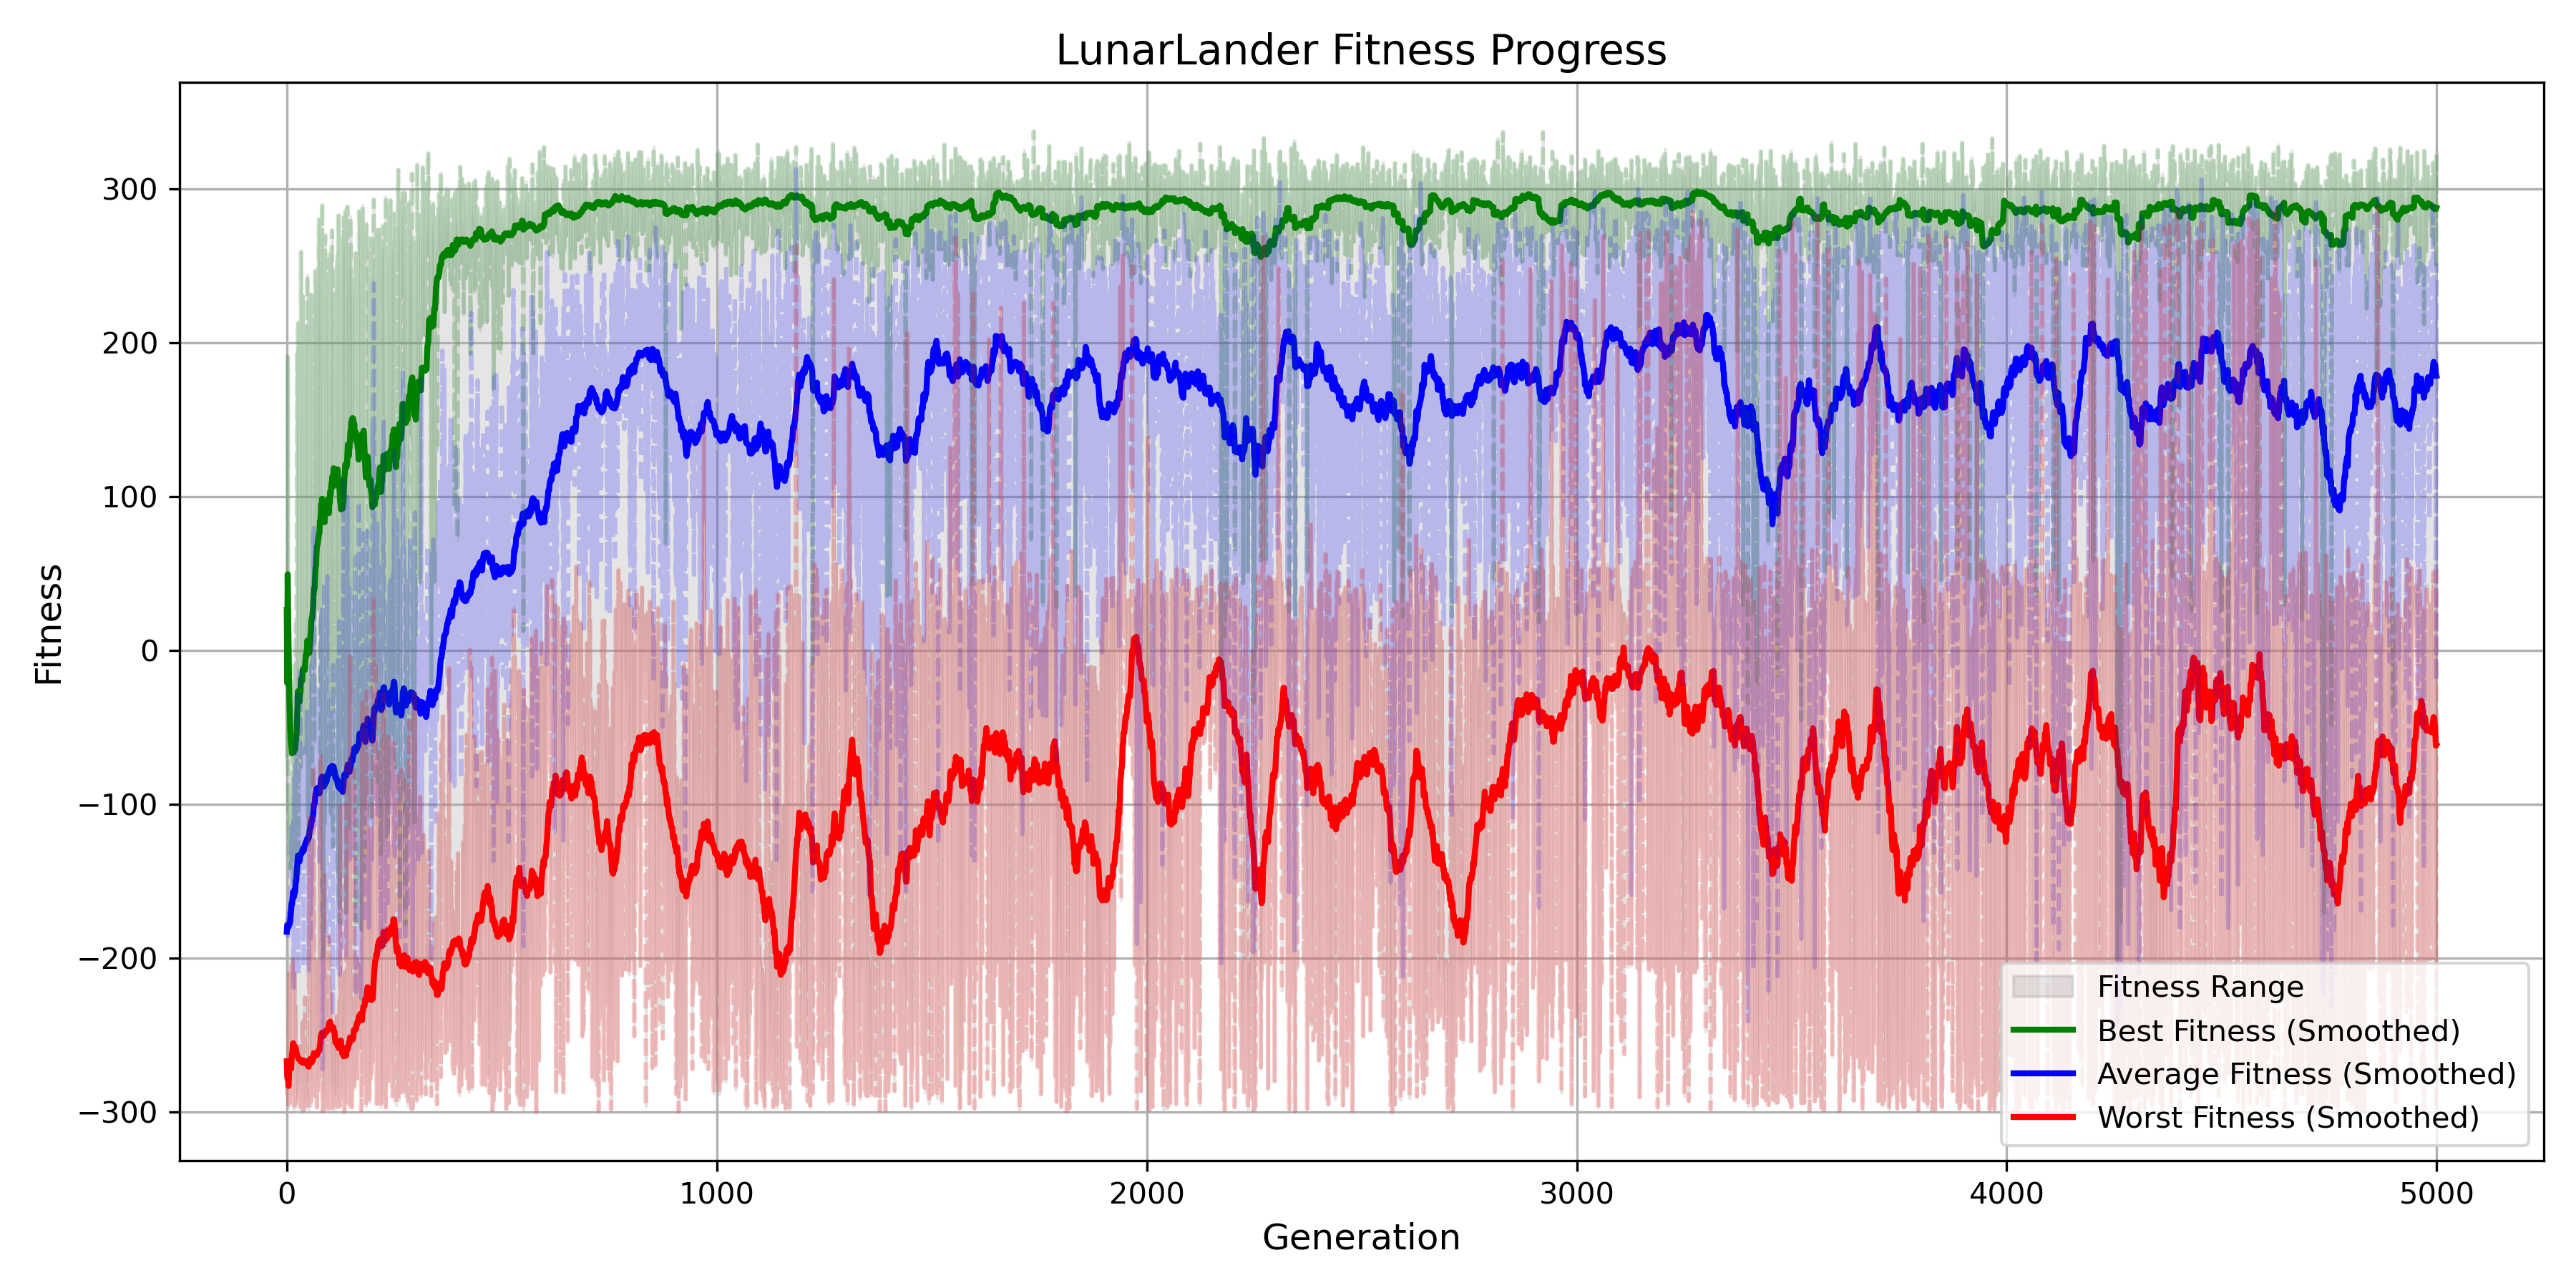 LunarLander Fitness Progress
Fitness
300
200
100
0
−100
−200
−300
0
1000
2000
3000
4000
5000
Generation
Fitness Range
Best Fitness (Smoothed)
Average Fitness (Smoothed)
Worst Fitness (Smoothed)